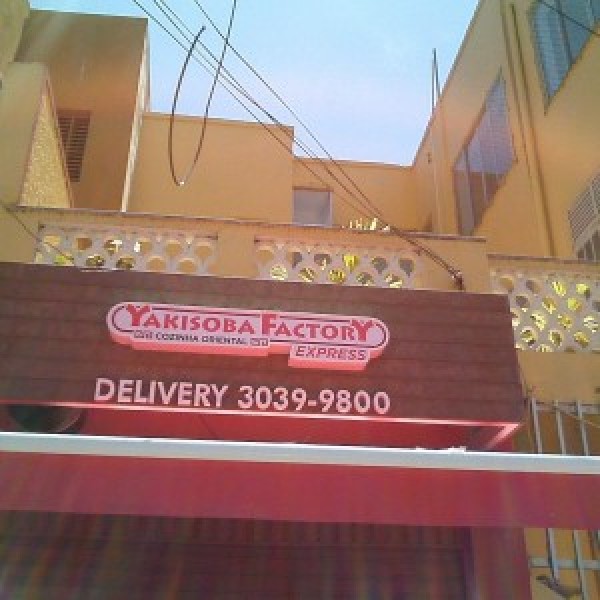 YAKISOBA FACTORY
COZINHA ORIENTAL
EXPRESS
DELIVERY 3039-9800